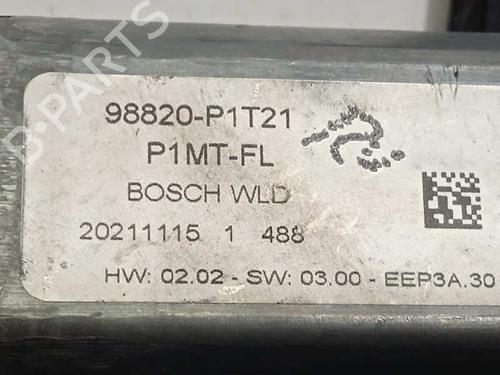 98820-P1T21
P1MT-FL
BOSCH WLD
20211115 1 488
HW: 02.02 - SW: 03.00 - EEP3A.30
B-PARTS